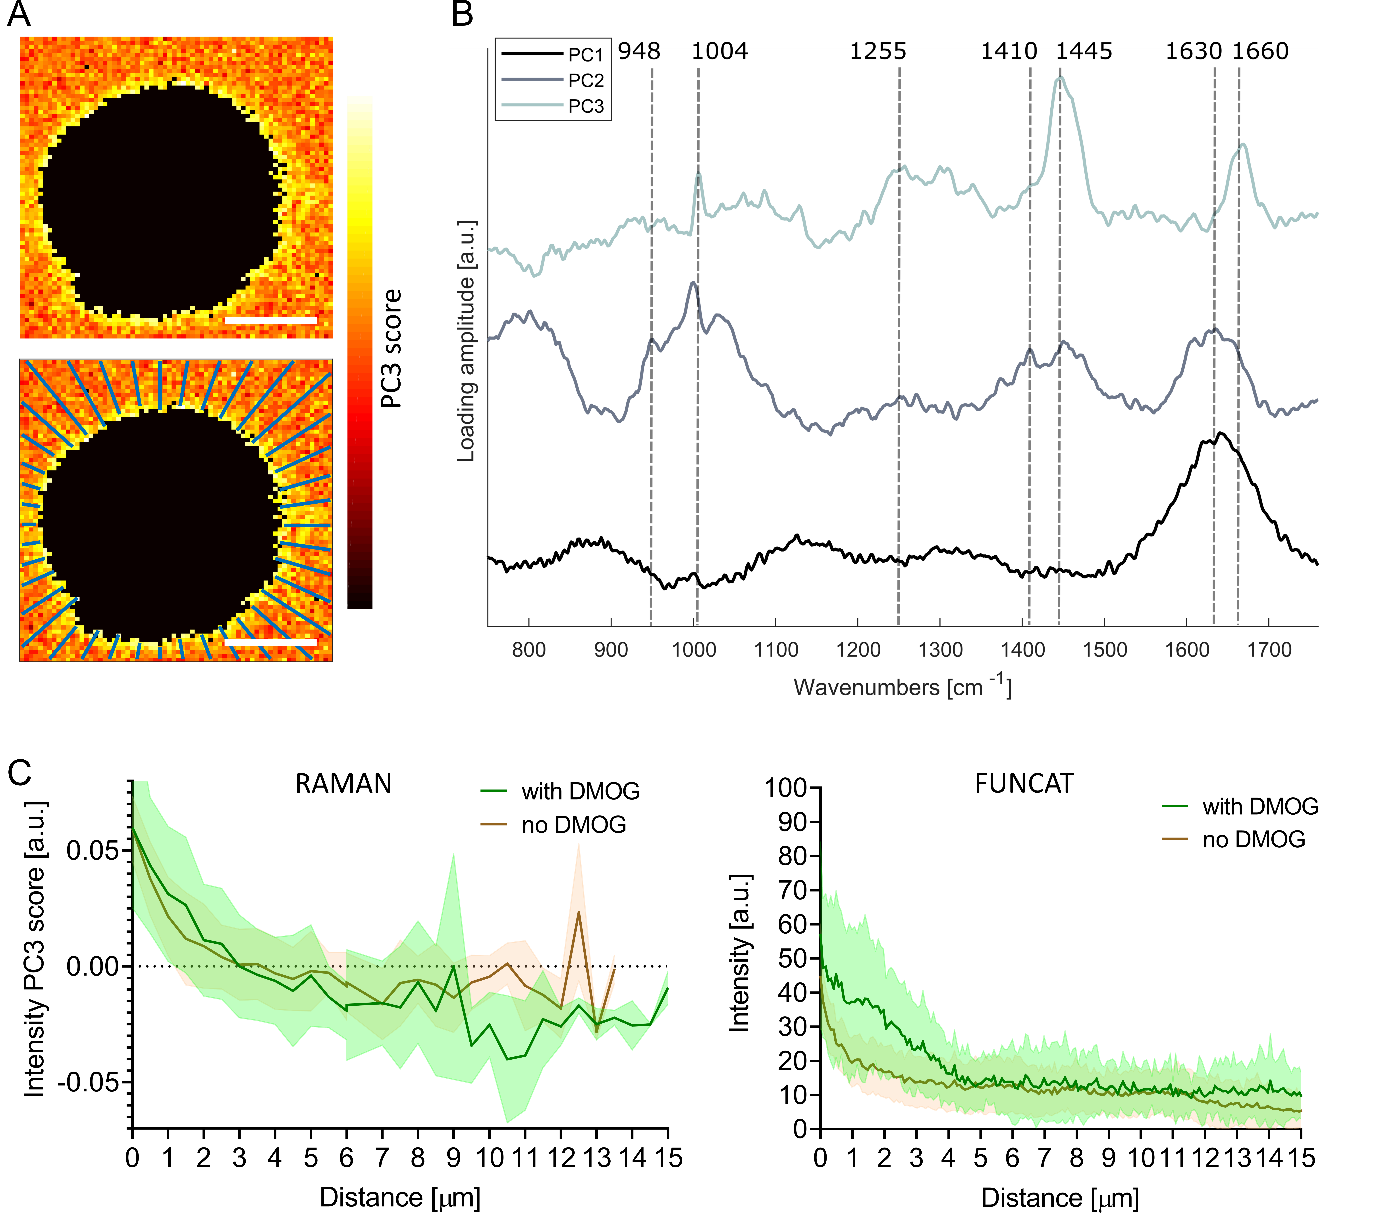 A
PC3 score
B
PC1
PC2
PC3
948 1004 1255 1410 1445 1630 1660
Loading amplitude [a.u.]
800 900 1000 1100 1200 1300 1400 1500 1600 1700
Wavenumbers [cm -1]
C
RAMAN
with DMOG
no DMOG
Intensity PC3 score [a.u.]
0.05
0.00
-0.05
0 1 2 3 4 5 6 7 8 9 10 11 12 13 14 15
Distance [μm]
FUNCAT
with DMOG
no DMOG
Intensity [a.u.]
100
90
80
70
60
50
40
30
20
10
0
0 1 2 3 4 5 6 7 8 9 10 11 12 13 14 15
Distance [μm]